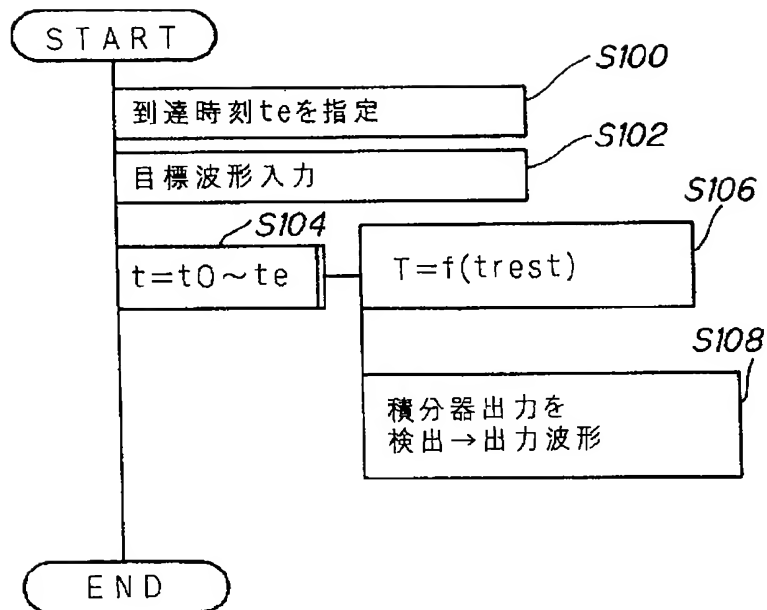 START
S100
到達時刻teを指定
S102
目標波形入力
S104
t=t0~te
S106
T=f(trest)
S108
積分器出力を
検出→出力波形
END